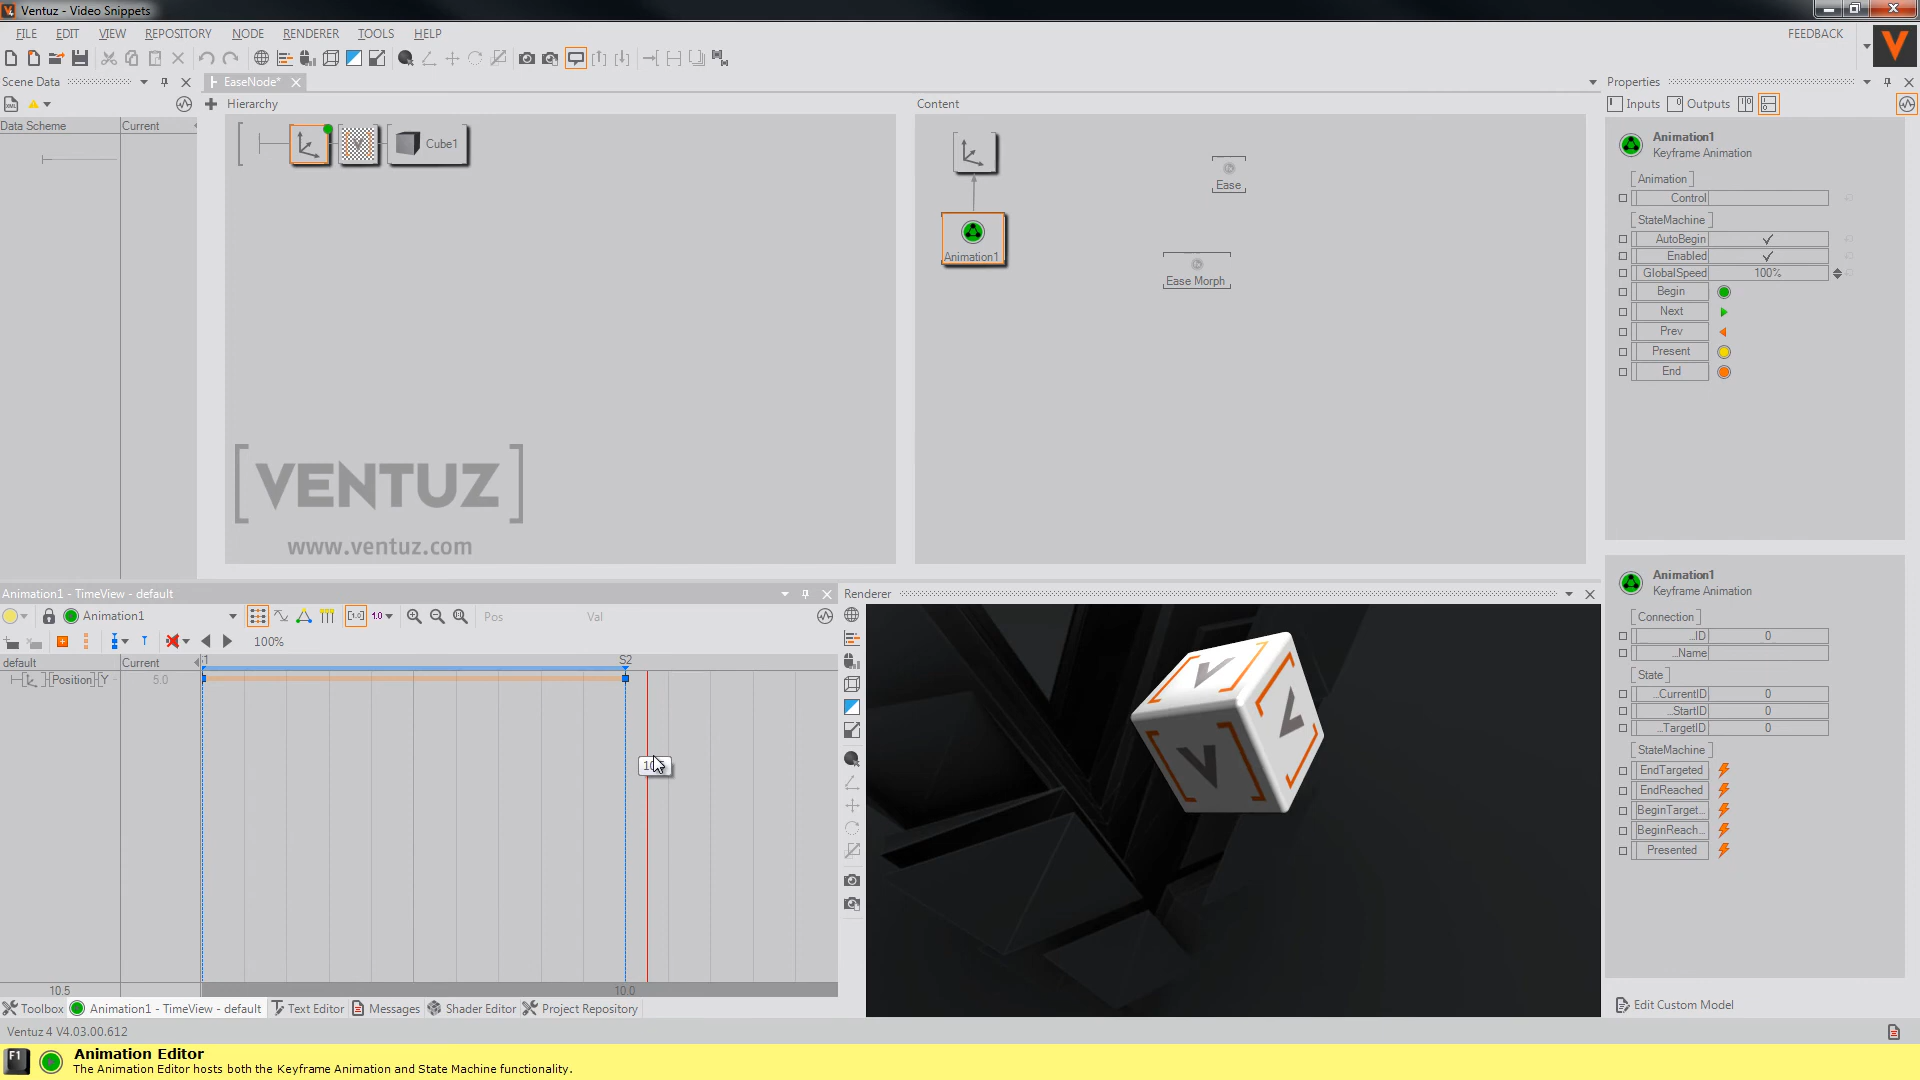 Ventuz - Video Snippets
FILE EDIT VIEW REPOSITORY NODE RENDERER TOOLS HELP
FEEDBACK
Scene Data
EaseNode*
Properties
Hierarchy
Content
Inputs
Outputs
Data Scheme
Current
Cube1
Animation1
Ease
Ease Morph
Animation1
Keyframe Animation
Animation
Control
StateMachine
AutoBegin
Enabled
GlobalSpeed 100%
Begin
Next
Prev
Present
End
[VENTUZ]
www.ventuz.com
Animation1
Keyframe Animation
Connection
...ID 0
...Name
State
...CurrentID 0
...StartID 0
...TargetID 0
StateMachine
EndTargeted
EndReached
BeginTarget...
BeginReach...
Presented
Edit Custom Model
Animation1 - TimeView - default
Animation1
[1.0] 1.0
Pos
Val
100%
default
Current
1
S2
Position Y
5.0
10.5
10.0
Renderer
Toolbox
Animation1 - TimeView - default
Text Editor
Messages
Shader Editor
Project Repository
Ventuz 4 V4.03.00.612
F1
Animation Editor
The Animation Editor hosts both the Keyframe Animation and State Machine functionality.